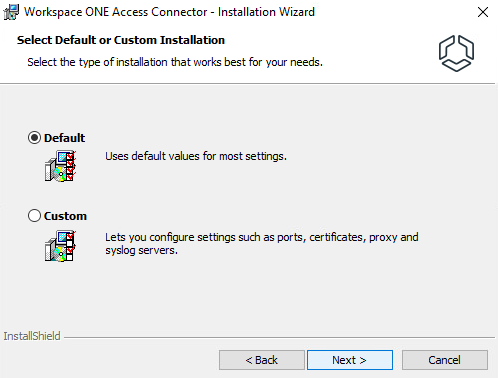 Workspace ONE Access Connector - Installation Wizard
Select Default or Custom Installation
Select the type of installation that works best for your needs.
Default
Uses default values for most settings.
Custom
Lets you configure settings such as ports, certificates, proxy and
syslog servers.
InstallShield
< Back
Next >
Cancel